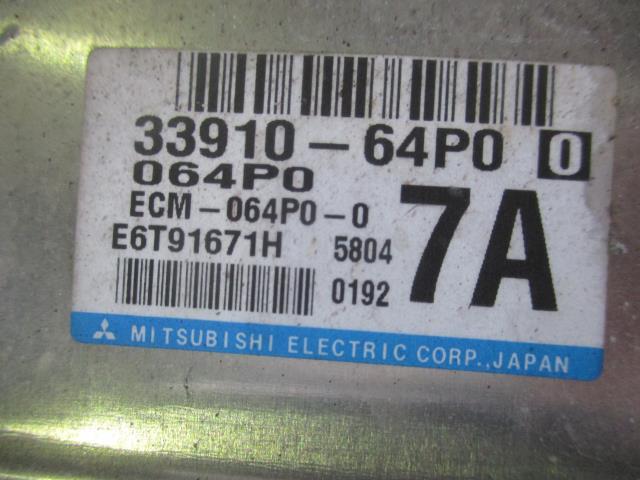 33910-64P0 0
064P0
ECM-064P0-0
7A
E6T91671H 5804
0192
MITSUBISHI ELECTRIC CORP.,JAPAN